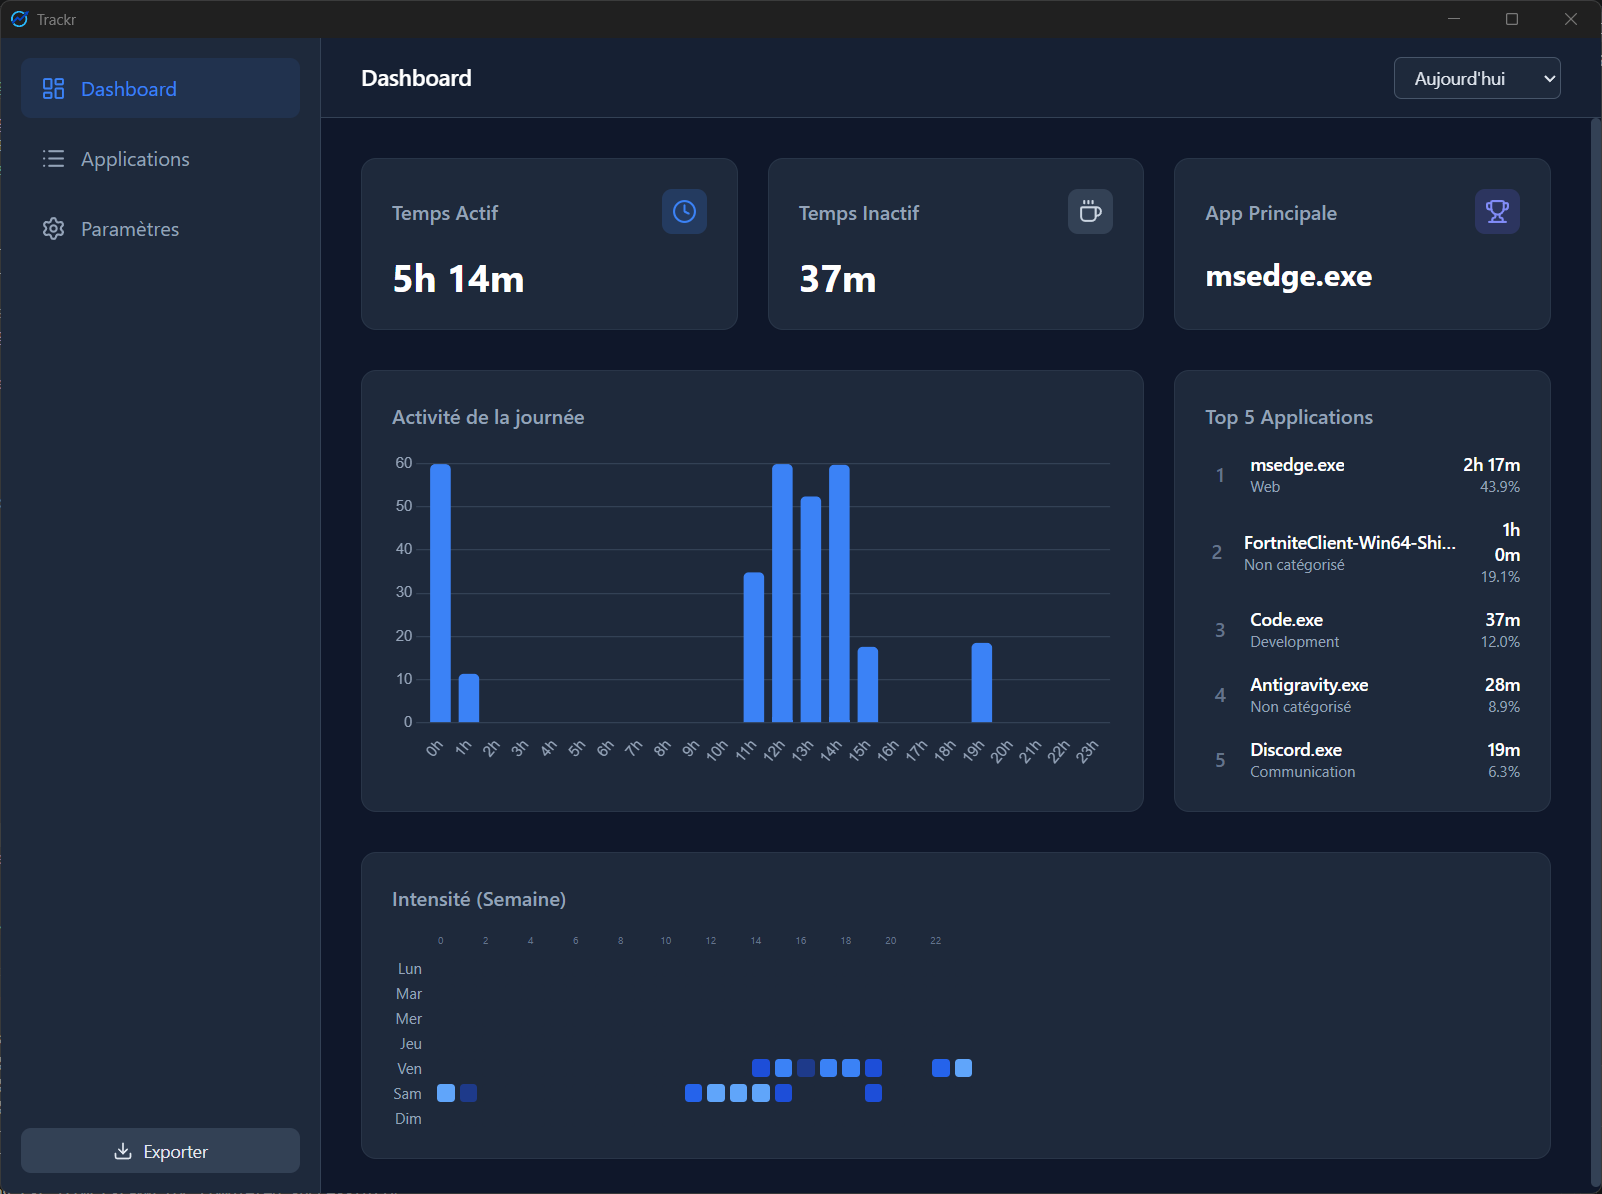 Trackr
Dashboard
Applications
Paramètres
Exporter
Dashboard
Aujourd'hui
Temps Actif
5h 14m
Temps Inactif
37m
App Principale
msedge.exe
Activité de la journée
60
50
40
30
20
10
0
0h 1h 2h 3h 4h 5h 6h 7h 8h 9h 10h 11h 12h 13h 14h 15h 16h 17h 18h 19h 20h 21h 22h 23h
Top 5 Applications
1 msedge.exe 2h 17m
Web 43.9%
2 FortniteClient-Win64-Shi... 1h 0m
Non catégorisé 19.1%
3 Code.exe 37m
Development 12.0%
4 Antigravity.exe 28m
Non catégorisé 8.9%
5 Discord.exe 19m
Communication 6.3%
Intensité (Semaine)
0 2 4 6 8 10 12 14 16 18 20 22
Lun
Mar
Mer
Jeu
Ven
Sam
Dim